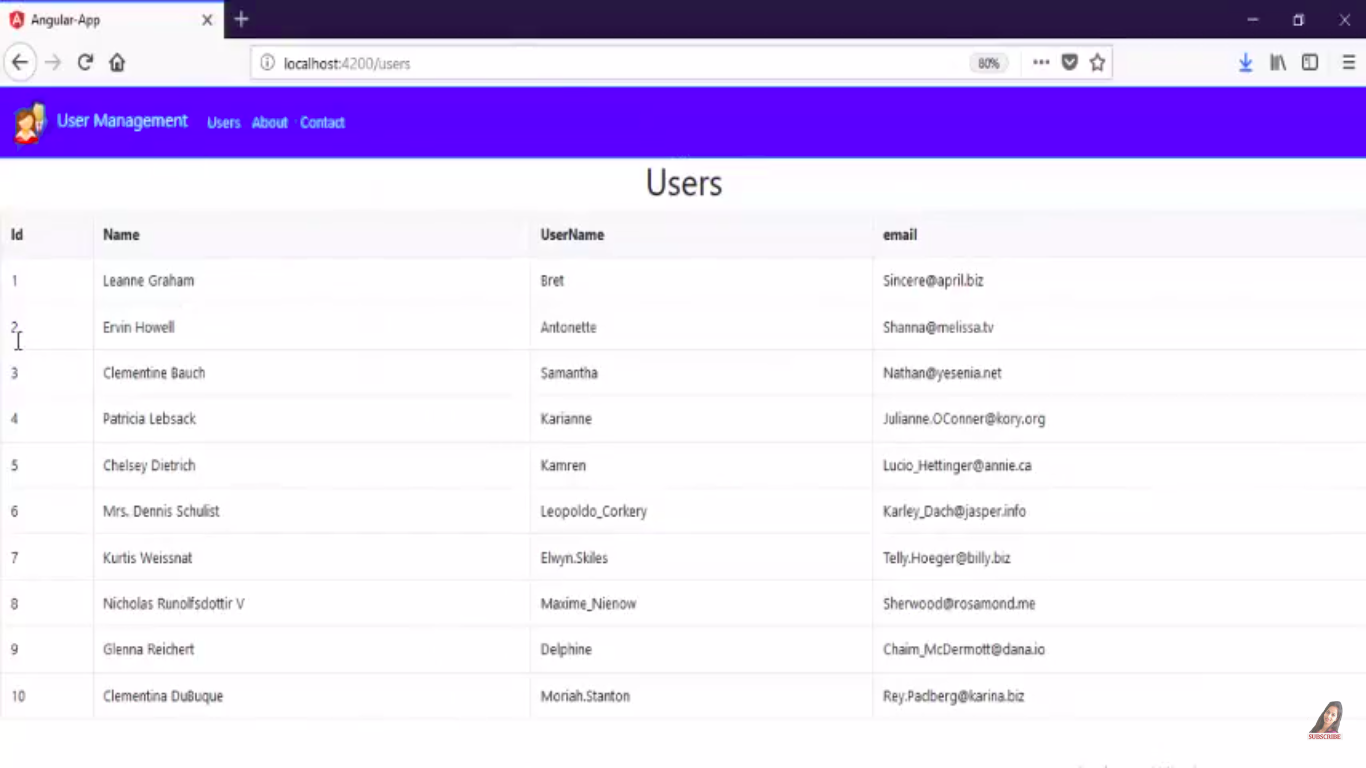 Angular-App
localhost:4200/users
80%
User Management Users About Contact
Users
Id Name UserName email
1 Leanne Graham Bret Sincere@april.biz
2 Ervin Howell Antonette Shanna@melissa.tv
3 Clementine Bauch Samantha Nathan@yesenia.net
4 Patricia Lebsack Karianne Julianne.OConner@kory.org
5 Chelsey Dietrich Kamren Lucio_Hettinger@annie.ca
6 Mrs. Dennis Schulist Leopoldo_Corkery Karley_Dach@jasper.info
7 Kurtis Weissnat Elwyn.Skiles Telly.Hoeger@billy.biz
8 Nicholas Runolfsdottir V Maxime_Nienow Sherwood@rosamond.me
9 Glenna Reichert Delphine Chaim_McDermott@dana.io
10 Clementina DuBuque Moriah.Stanton Rey.Padberg@karina.biz
SUBSCRIBE